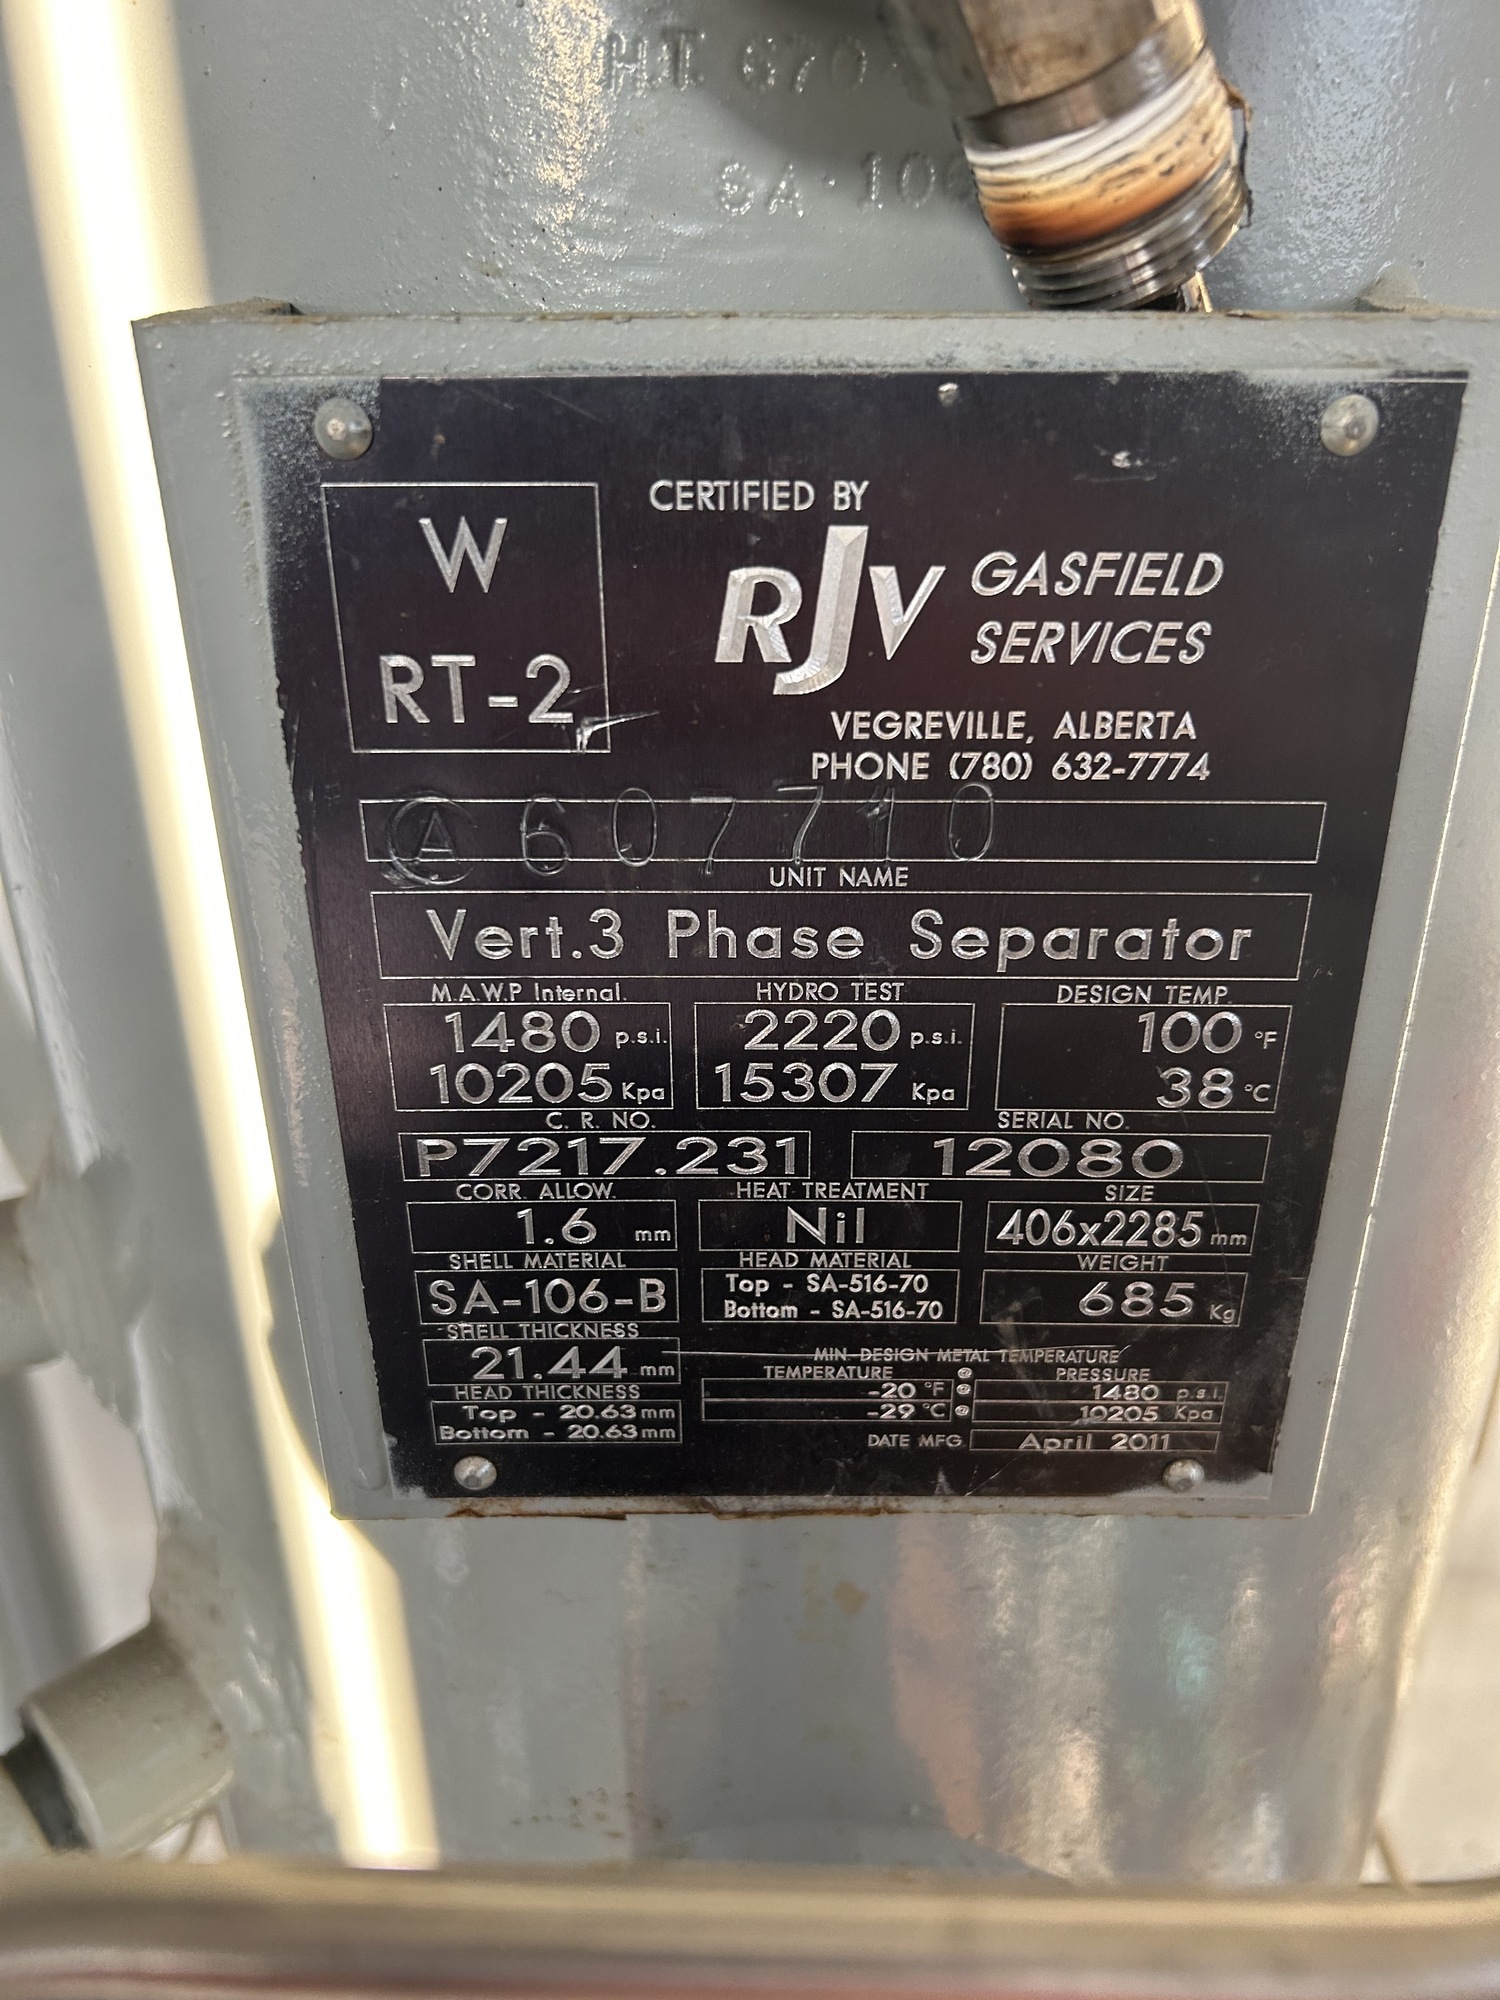 H.T. 670
SA-106
W
RT-2
CERTIFIED BY
RJV GASFIELD
SERVICES
VEGREVILLE, ALBERTA
PHONE (780) 632-7774
A 607710
UNIT NAME
Vert.3 Phase Separator
M.A.W.P Internal. HYDRO TEST DESIGN TEMP.
1480 p.s.i. 2220 p.s.i. 100 °F
10205 Kpa 15307 Kpa 38 °C
C. R. NO. SERIAL NO.
P7217.231 12080
CORR. ALLOW. HEAT TREATMENT SIZE
1.6 mm Nil 406x2285 mm
SHELL MATERIAL HEAD MATERIAL WEIGHT
SA-106-B Top - SA-516-70 685 Kg
Bottom - SA-516-70
SHELL THICKNESS
21.44 mm MIN. DESIGN METAL TEMPERATURE
TEMPERATURE @ PRESSURE
HEAD THICKNESS -20 °F @ 1480 p.s.i.
Top - 20.63 mm -29 °C @ 10205 Kpa
Bottom - 20.63 mm DATE MFG. April 2011